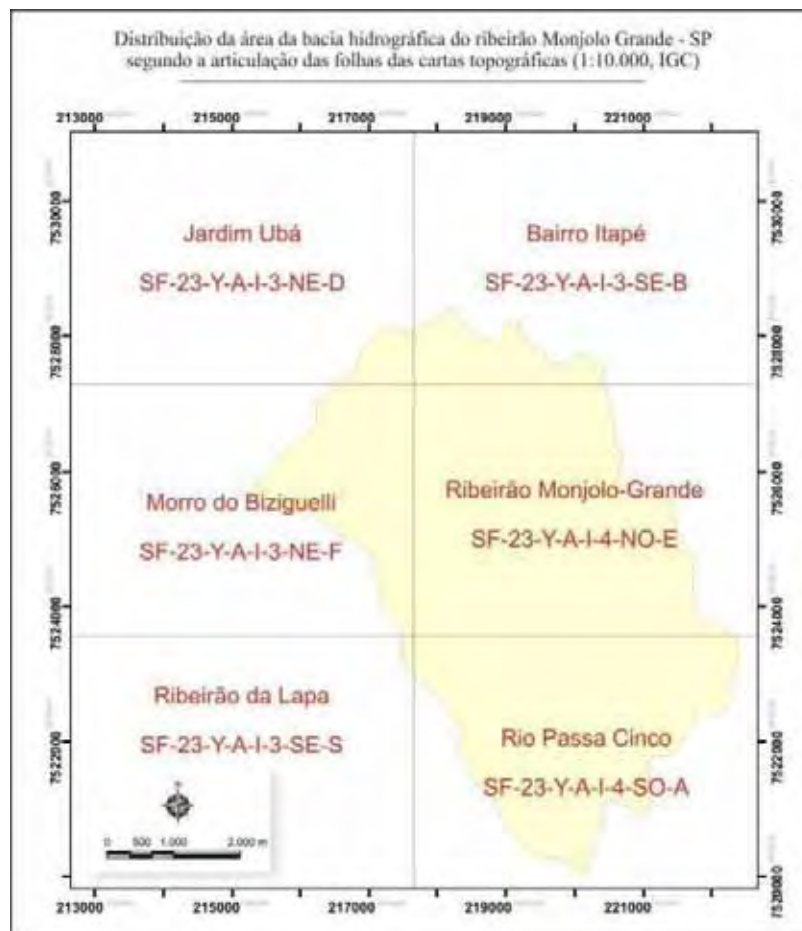 Distribuição da área da bacia hidrográfica do ribeirão Monjolo Grande - SP
segundo a articulação das folhas das cartas topográficas (1:10.000, IGC)
213000 215000 217000 219000 221000
7530000 7530000
Jardim Ubá
SF-23-Y-A-I-3-NE-D
Bairro Itapé
SF-23-Y-A-I-3-SE-B
7528000 7528000
7526000 7526000
Morro do Biziguelli
SF-23-Y-A-I-3-NE-F
Ribeirão Monjolo-Grande
SF-23-Y-A-I-4-NO-E
7524000 7524000
Ribeirão da Lapa
SF-23-Y-A-I-3-SE-S
Rio Passa Cinco
SF-23-Y-A-I-4-SO-A
7522000 7522000
0 500 1.000 2.000 m
7520000
213000 215000 217000 219000 221000